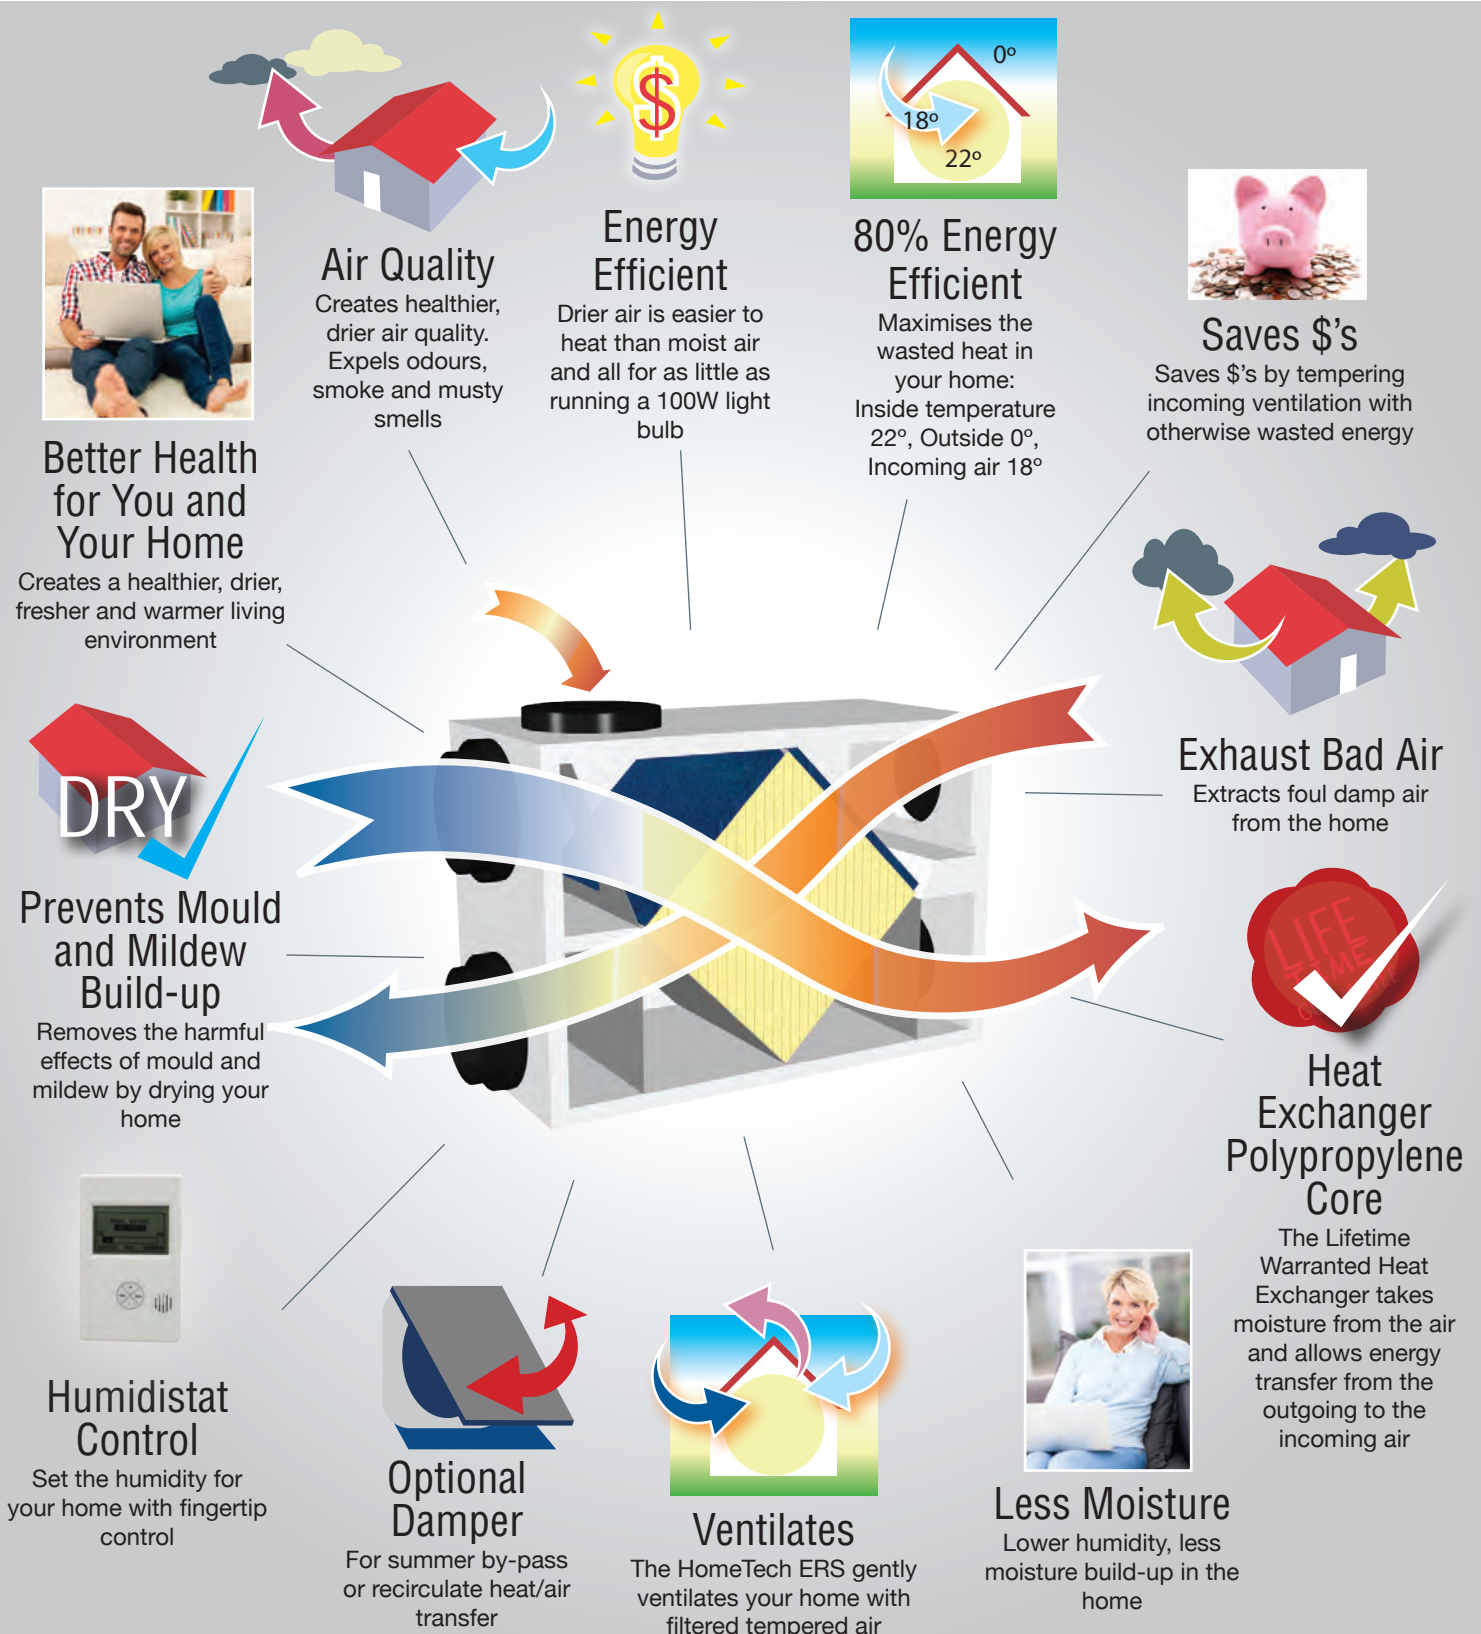 Air Quality
Creates healthier,
drier air quality.
Expels odours,
smoke and musty
smells
$
Energy
Efficient
Drier air is easier to
heat than moist air
and all for as little as
running a 100W light
bulb
0º
18º
22º
80% Energy
Efficient
Maximises the
wasted heat in
your home:
Inside temperature
22º, Outside 0º,
Incoming air 18º
Saves $'s
Saves $'s by tempering
incoming ventilation with
otherwise wasted energy
Better Health
for You and
Your Home
Creates a healthier, drier,
fresher and warmer living
environment
Exhaust Bad Air
Extracts foul damp air
from the home
DRY
Prevents Mould
and Mildew
Build-up
Removes the harmful
effects of mould and
mildew by drying your
home
LIFE
TIME
Heat
Exchanger
Polypropylene
Core
The Lifetime
Warranted Heat
Exchanger takes
moisture from the air
and allows energy
transfer from the
outgoing to the
incoming air
Humidistat
Control
Set the humidity for
your home with fingertip
control
Optional
Damper
For summer by-pass
or recirculate heat/air
transfer
Ventilates
The HomeTech ERS gently
ventilates your home with
filtered tempered air
Less Moisture
Lower humidity, less
moisture build-up in the
home